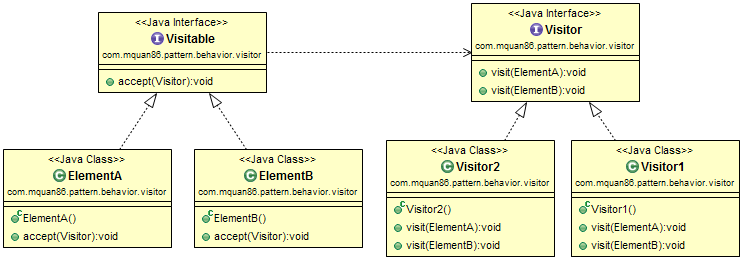 <<Java Interface>>
Visitable
com.mquan86.pattern.behavior.visitor
accept(Visitor):void
<<Java Interface>>
Visitor
com.mquan86.pattern.behavior.visitor
visit(ElementA):void
visit(ElementB):void
<<Java Class>>
ElementA
com.mquan86.pattern.behavior.visitor
ElementA()
accept(Visitor):void
<<Java Class>>
ElementB
com.mquan86.pattern.behavior.visitor
ElementB()
accept(Visitor):void
<<Java Class>>
Visitor2
com.mquan86.pattern.behavior.visitor
Visitor2()
visit(ElementA):void
visit(ElementB):void
<<Java Class>>
Visitor1
com.mquan86.pattern.behavior.visitor
Visitor1()
visit(ElementA):void
visit(ElementB):void